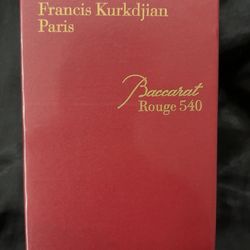 Francis Kurkdjian
Paris
Baccarat
Rouge 540